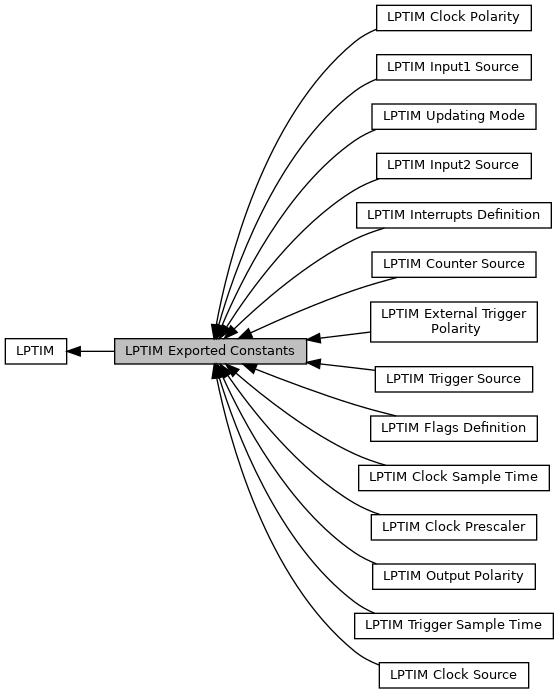 LPTIM Clock Polarity
LPTIM Input1 Source
LPTIM Updating Mode
LPTIM Input2 Source
LPTIM Interrupts Definition
LPTIM Counter Source
LPTIM External Trigger
Polarity
LPTIM
LPTIM Exported Constants
LPTIM Trigger Source
LPTIM Flags Definition
LPTIM Clock Sample Time
LPTIM Clock Prescaler
LPTIM Output Polarity
LPTIM Trigger Sample Time
LPTIM Clock Source